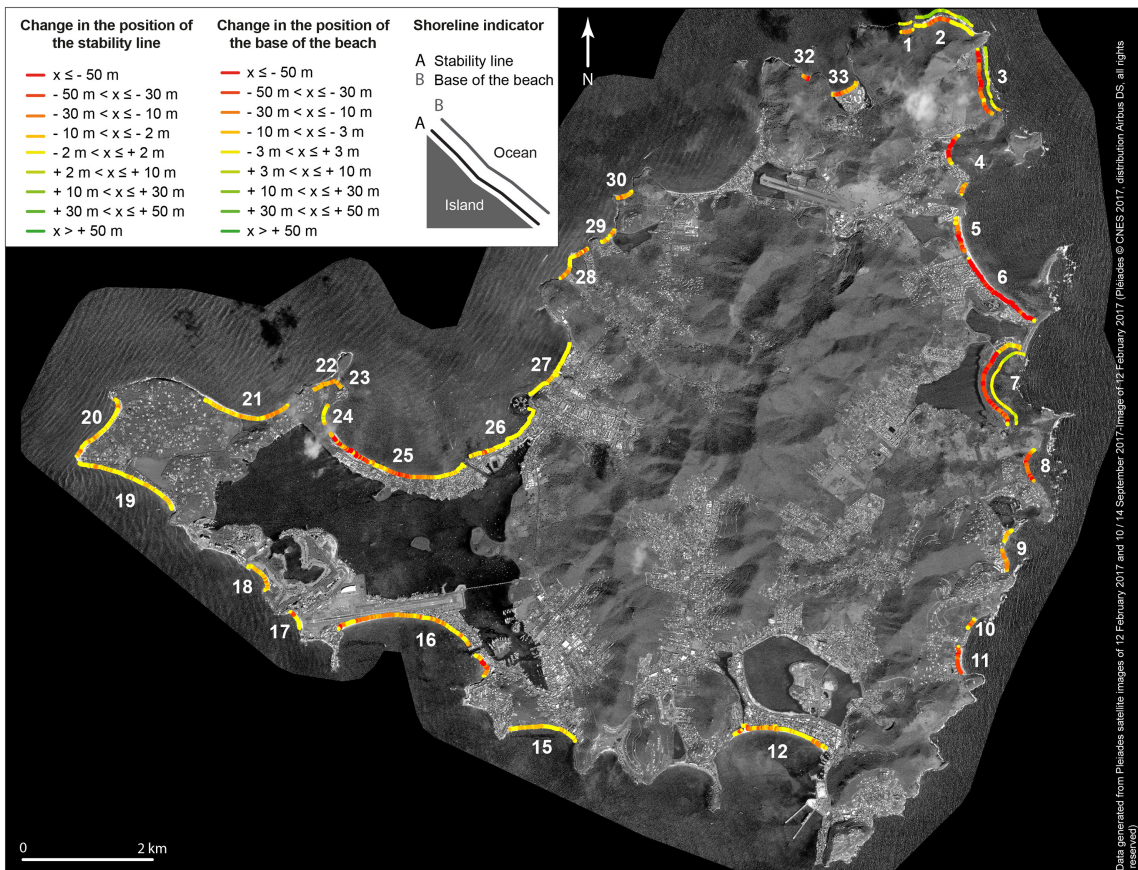 Change in the position of
the stability line
x ≤ - 50 m
- 50 m < x ≤ - 30 m
- 30 m < x ≤ - 10 m
- 10 m < x ≤ - 2 m
- 2 m < x ≤ + 2 m
+ 2 m < x ≤ + 10 m
+ 10 m < x ≤ + 30 m
+ 30 m < x ≤ + 50 m
x > + 50 m
Change in the position of
the base of the beach
x ≤ - 50 m
- 50 m < x ≤ - 30 m
- 30 m < x ≤ - 10 m
- 10 m < x ≤ - 3 m
- 3 m < x ≤ + 3 m
+ 3 m < x ≤ + 10 m
+ 10 m < x ≤ + 30 m
+ 30 m < x ≤ + 50 m
x > + 50 m
Shoreline indicator
A Stability line
B Base of the beach
B
A
Ocean
Island
N
1
2
32
33
3
4
30
5
29
28
6
27
22
23
7
21
24
20
26
25
8
19
9
18
10
17
16
11
15
12
0 2 km
Data generated from Pleiades satellite images of 12 February 2017 and 10 / 14 September 2017-Image of 12 February 2017 (Pléiades © CNES 2017, distribution Airbus DS, all rights
reserved)